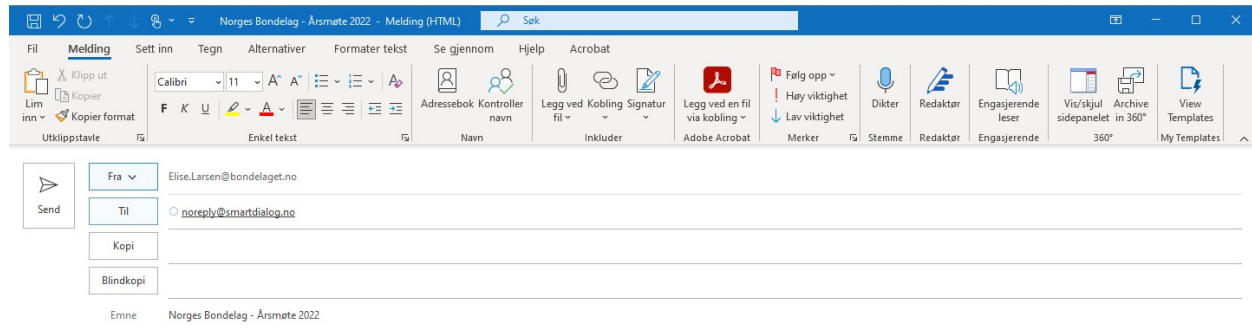 Norges Bondelag - Årsmøte 2022 - Melding (HTML)
Søk
Fil Melding Sett inn Tegn Alternativer Formater tekst Se gjennom Hjelp Acrobat
Lim inn
Klipp ut
Kopier
Kopier format
Utklippstavle
Calibri 11
F K U
Enkel tekst
Adressebok Kontroller navn
Navn
Legg ved fil Kobling Signatur
Inkluder
Legg ved en fil via kobling
Adobe Acrobat
Følg opp
Høy viktighet
Lav viktighet
Merker
Dikter
Stemme
Redaktør
Redaktør
Engasjerende leser
Engasjerende
Vis/skjul sidepanelet Archive in 360°
360°
View Templates
My Templates
Send
Fra Elise.Larsen@bondelaget.no
Til noreply@smartdialog.no
Kopi
Blindkopi
Emne Norges Bondelag - Årsmøte 2022